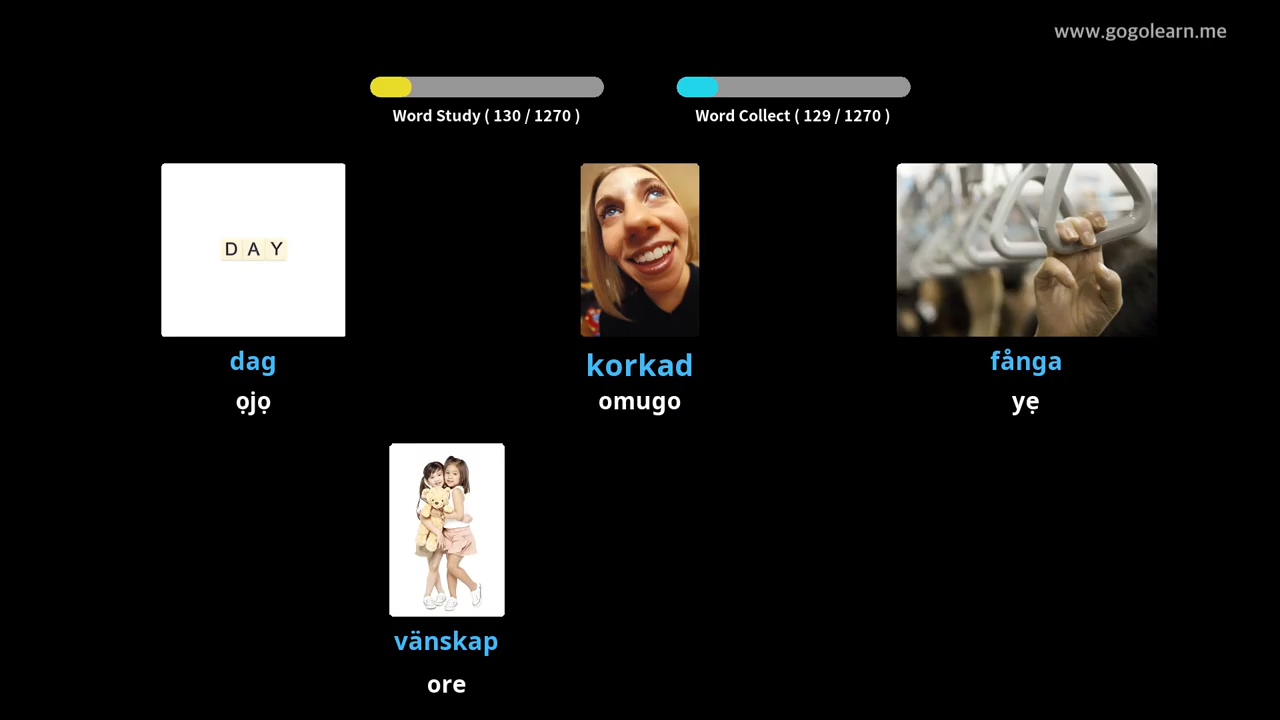 www.gogolearn.me
Word Study ( 130 / 1270 )
Word Collect ( 129 / 1270 )
DAY
dag
korkad
fånga
ọjọ
omugo
yẹ
vänskap
ore